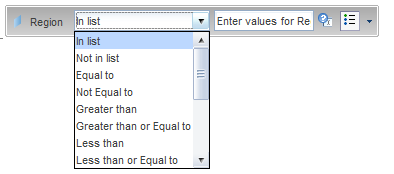 Region In list Enter values for Re
In list
Not in list
Equal to
Not Equal to
Greater than
Greater than or Equal to
Less than
Less than or Equal to